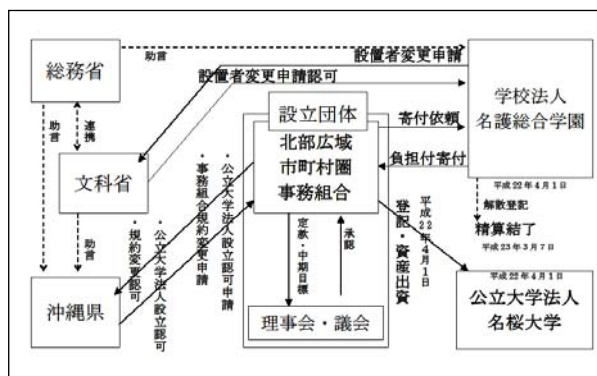 総務省
助言
設置者変更申請
設置者変更申請認可
学校法人
名護総合学園
助言
連携
設立団体
北部広域
市町村圏
事務組合
寄付依頼
負担付寄付
文科省
平成22年4月1日
解散登記
精算結了
平成23年3月7日
助言
・規約変更認可
・公立大学法人設立認可
・事務組合規約変更申請
・公立大学法人設立認可申請
定款・中期目標
承認
登記・資産出資
平成22年4月1日
沖縄県
理事会・議会
平成22年4月1日
公立大学法人
名桜大学